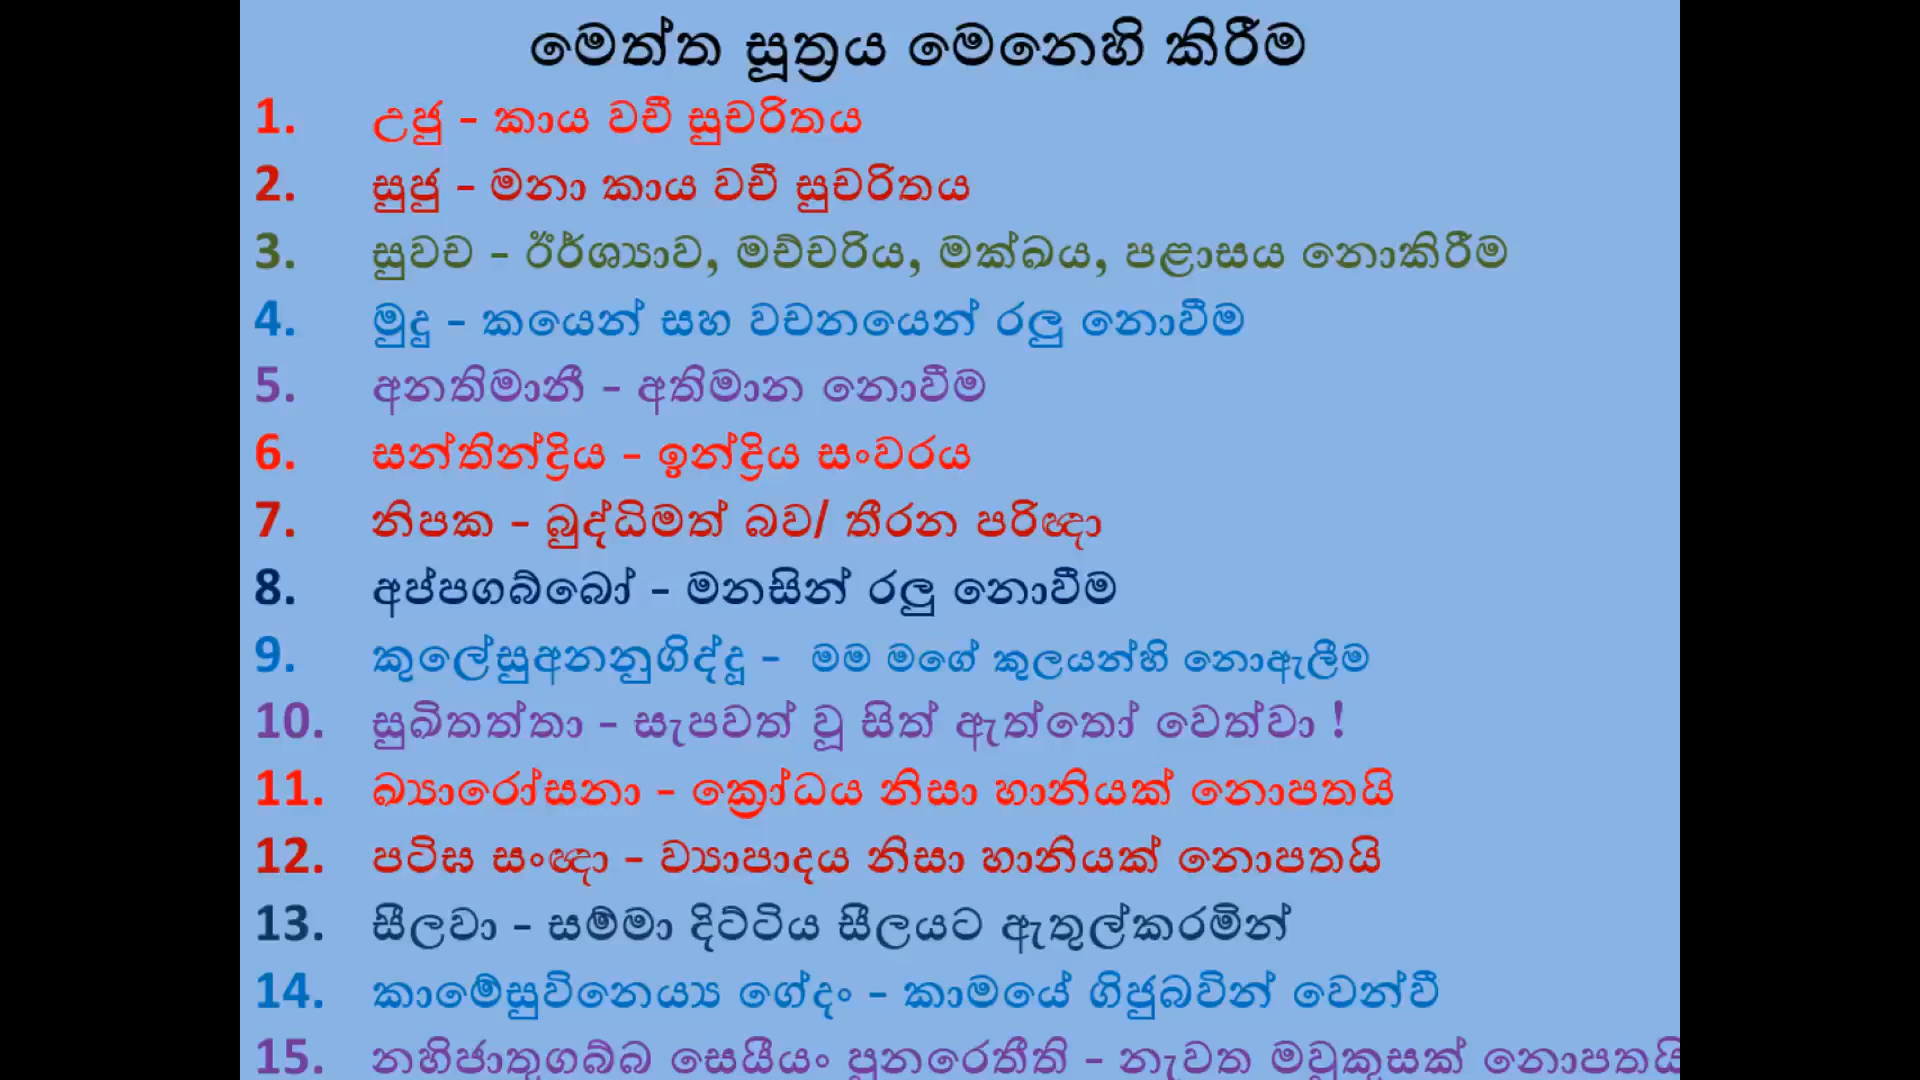 මෙත්ත සූත්‍රය මෙනෙහි කිරීම
1. උජු – කාය වචී සුචරිතය
2. සුජු – මනා කාය වචී සුචරිතය
3. සුවච – ඊර්ශ්‍යාව, මච්චරිය, මක්ඛය, පළාසය නොකිරීම
4. මුදු – කයෙන් සහ වචනයෙන් රලු නොවීම
5. අනතිමානී – අතිමාන නොවීම
6. සන්තින්ද්‍රිය – ඉන්ද්‍රිය සංවරය
7. නිපක – බුද්ධිමත් බව/ තීරන පරිඥා
8. අප්පගබ්බෝ – මනසින් රලු නොවීම
9. කුලේසුඅනනුගිද්දූ – මම මගේ කුලයන්හි නොඇලීම
10. සුඛිතත්තා – සැපවත් වූ සිත් ඇත්තෝ වෙත්වා !
11. ඛ්‍යාරෝසනා – ක්‍රෝධය නිසා හානියක් නොපතයි
12. පටිඝ සංඥා – ව්‍යාපාදය නිසා හානියක් නොපතයි
13. සීලවා – සම්මා දිට්ටිය සීලයට ඇතුල්කරමින්
14. කාමේසුවිනෙය්‍ය ගේදං – කාමයේ ගිජුබවින් වෙන්වී
15. නහිජාතුගබ්බ සෙයීයං පුනරෙතීති – නැවත මවුකුසක් නොපතයි